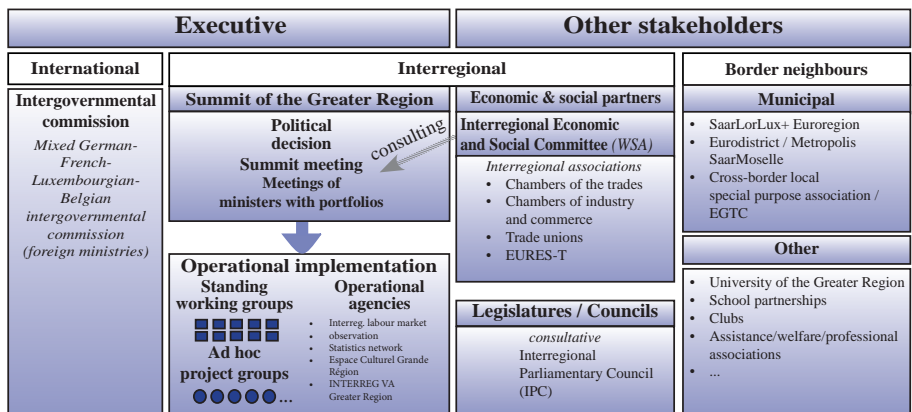 Executive
Other stakeholders
International
Interregional
Border neighbours
Intergovernmental
commission
Mixed German-
French-
Luxembourgian-
Belgian
intergovernmental
commission
(foreign ministries)
Summit of the Greater Region
Political
decision
Summit meeting
Meetings of
ministers with portfolios
consulting
Operational implementation
Standing
working groups
Ad hoc
project groups
...
Operational
agencies
• Interreg. labour market
• observation
• Statistics network
• Espace Culturel Grande
Région
• INTERREG VA
Greater Region
Economic & social partners
Interregional Economic
and Social Committee (WSA)
Interregional associations
• Chambers of the trades
• Chambers of industry
and commerce
• Trade unions
• EURES-T
Legislatures / Councils
consultative
Interregional
Parliamentary Council
(IPC)
Municipal
• SaarLorLux+ Euroregion
• Eurodistrict / Metropolis
SaarMoselle
• Cross-border local
special purpose association /
EGTC
Other
• University of the Greater Region
• School partnerships
• Clubs
• Assistance/welfare/professional
associations
• ...